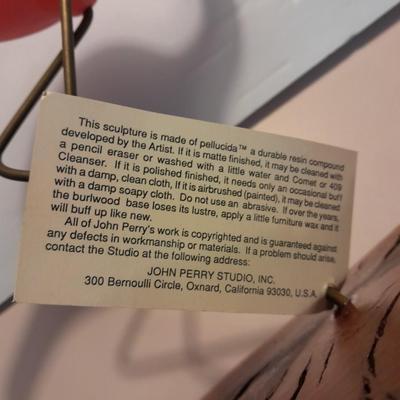 This sculpture is made of pellucida™ a durable resin compound
developed by the Artist. If it is matte finished, it may be cleaned with
a pencil eraser or washed with a little water and Comet or 409
Cleanser. If it is polished finished, it needs only an occasional buff
with a damp, clean cloth, If it is airbrushed (painted), it may be cleaned
with a damp soapy cloth. Do not use an abrasive. If over the years,
the burlwood base loses its lustre, apply a little furniture wax and it
will buff up like new.
All of John Perry's work is copyrighted and is guaranteed against
any defects in workmanship or materials. If a problem should arise,
contact the Studio at the following address:
JOHN PERRY STUDIO, INC.
300 Bernoulli Circle, Oxnard, California 93030, U.S.A.